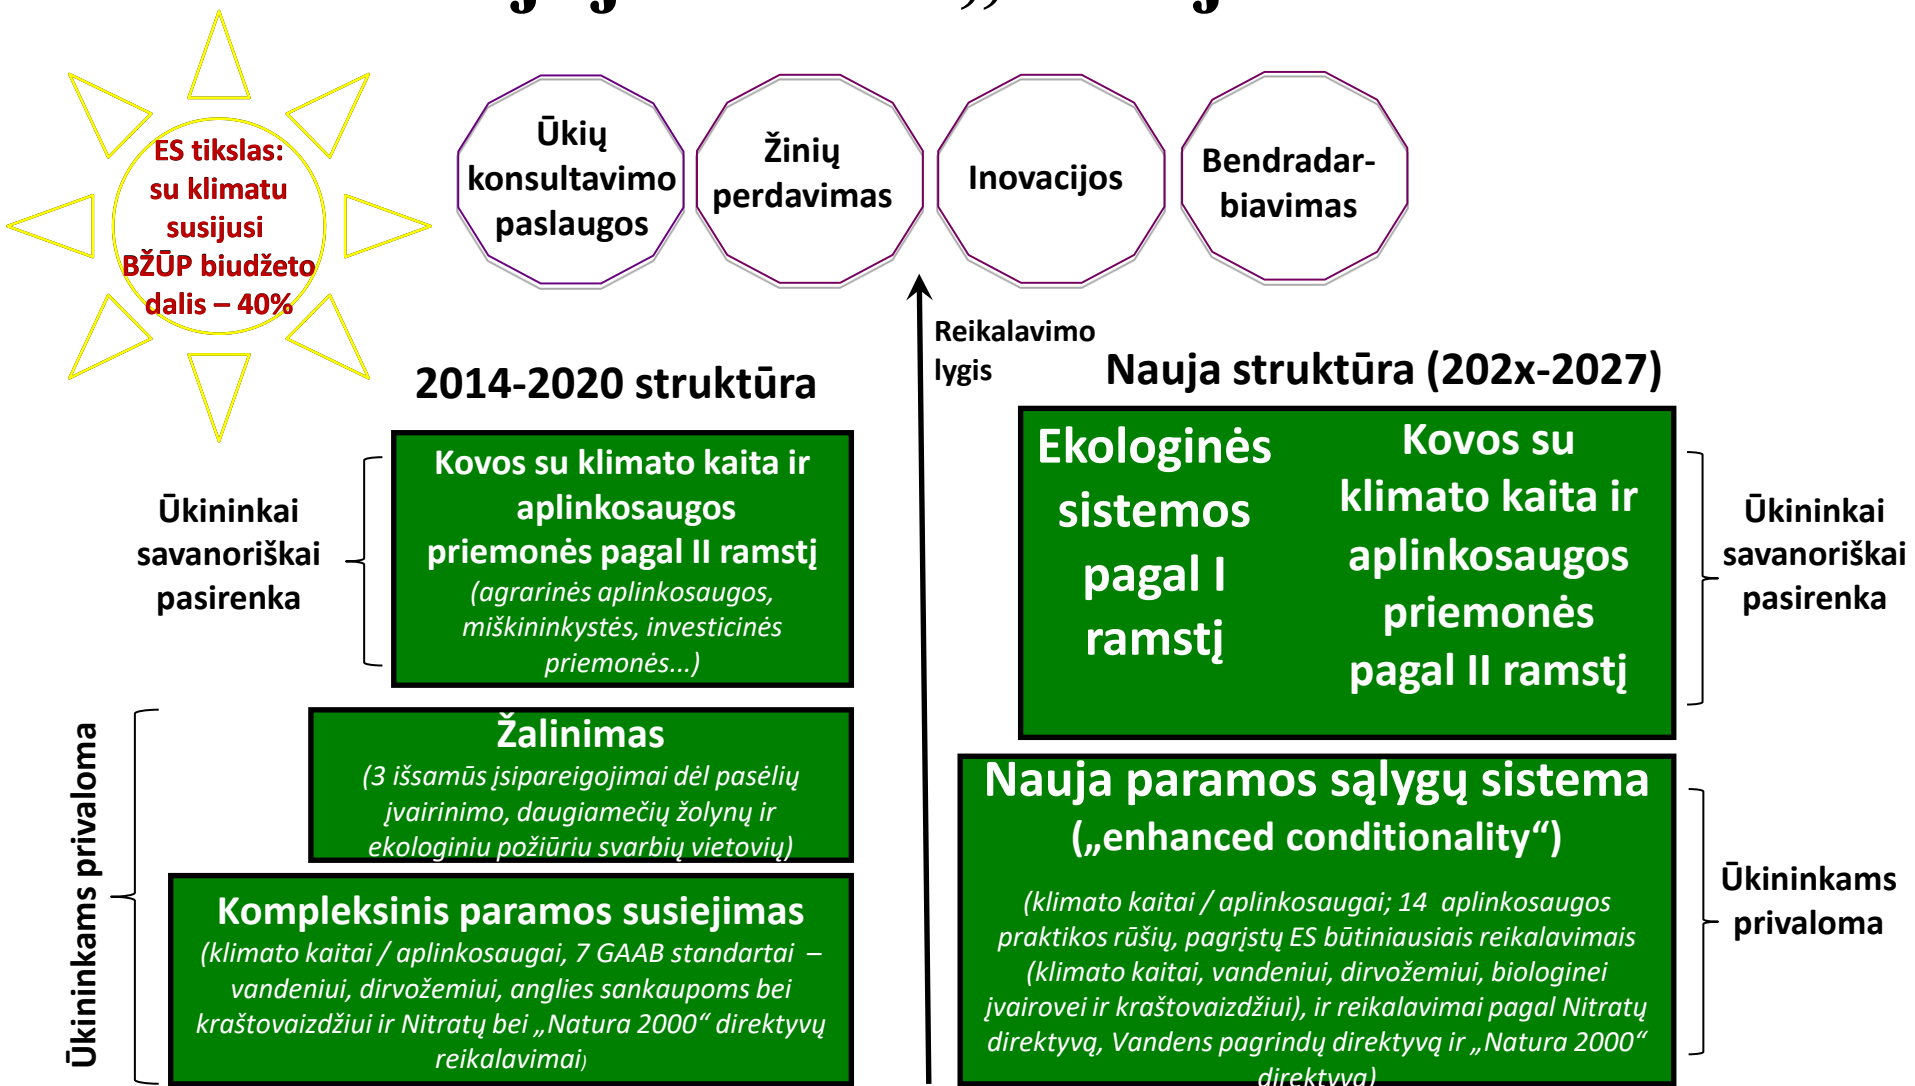 ES tikslas:
su klimatu
susijusi
BŽŪP biudžeto
dalis – 40%
Ūkių
konsultavimo
paslaugos
Žinių
perdavimas
Inovacijos
Bendradar-
biavimas
Reikalavimo
lygis
2014-2020 struktūra
Ūkininkai
savanoriškai
pasirenka
Kovos su klimato kaita ir
aplinkosaugos
priemonės pagal II ramstį
(agrarinės aplinkosaugos,
miškininkystės, investicinės
priemonės...)
Ūkininkams privaloma
Žalinimas
(3 išsamūs įsipareigojimai dėl pasėlių
įvairinimo, daugiamečių žolynų ir
ekologiniu požiūriu svarbių vietovių)
Kompleksinis paramos susiejimas
(klimato kaitai / aplinkosaugai, 7 GAAB standartai –
vandeniui, dirvožemiui, anglies sankaupoms bei
kraštovaizdžiui ir Nitratų bei „Natura 2000“ direktyvų
reikalavimai)
Nauja struktūra (202x-2027)
Ekologinės
sistemos
pagal I
ramstį
Kovos su
klimato kaita ir
aplinkosaugos
priemonės
pagal II ramstį
Ūkininkai
savanoriškai
pasirenka
Nauja paramos sąlygų sistema
(„enhanced conditionality“)
(klimato kaitai / aplinkosaugai; 14 aplinkosaugos
praktikos rūšių, pagrįstų ES būtiniausiais reikalavimais
(klimato kaitai, vandeniui, dirvožemiui, biologinei
įvairovei ir kraštovaizdžiui), ir reikalavimai pagal Nitratų
direktyvą, Vandens pagrindų direktyvą ir „Natura 2000“
direktyvą)
Ūkininkams
privaloma